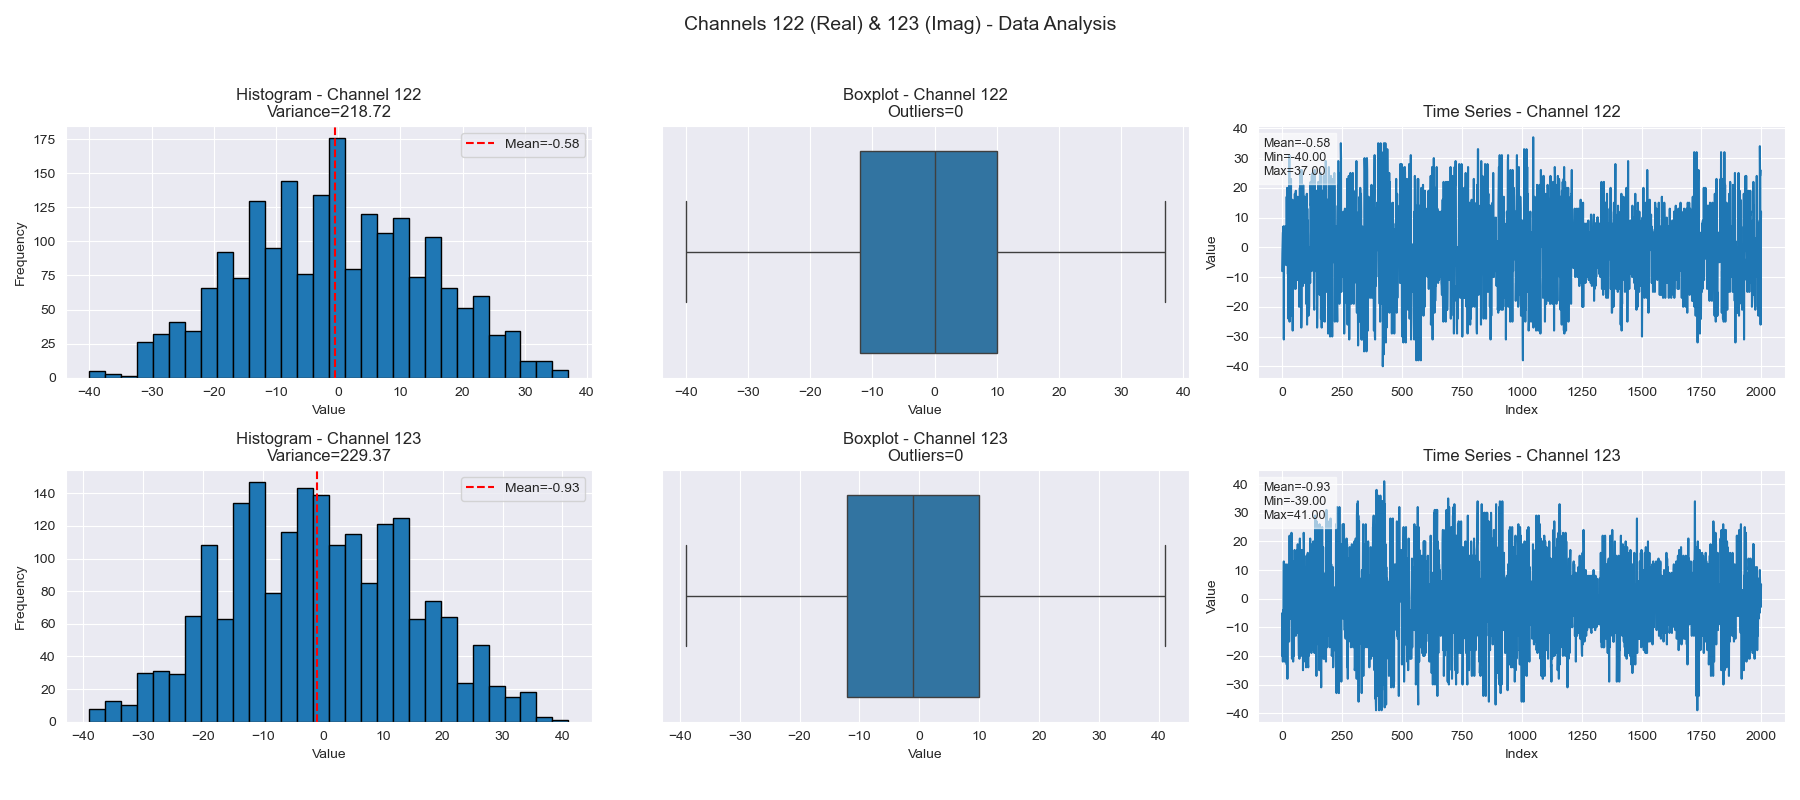 Channels 122 (Real) & 123 (Imag) - Data Analysis
Histogram - Channel 122
Variance=218.72
Mean=-0.58
Frequency
175
150
125
100
75
50
25
0
−40 −30 −20 −10 0 10 20 30 40
Value
Boxplot - Channel 122
Outliers=0
−40 −30 −20 −10 0 10 20 30 40
Value
Time Series - Channel 122
Mean=-0.58
Min=-40.00
Max=37.00
Value
40
30
20
10
0
−10
−20
−30
−40
0 250 500 750 1000 1250 1500 1750 2000
Index
Histogram - Channel 123
Variance=229.37
Mean=-0.93
Frequency
140
120
100
80
60
40
20
0
−40 −30 −20 −10 0 10 20 30 40
Value
Boxplot - Channel 123
Outliers=0
−40 −30 −20 −10 0 10 20 30 40
Value
Time Series - Channel 123
Mean=-0.93
Min=-39.00
Max=41.00
Value
40
30
20
10
0
−10
−20
−30
−40
0 250 500 750 1000 1250 1500 1750 2000
Index